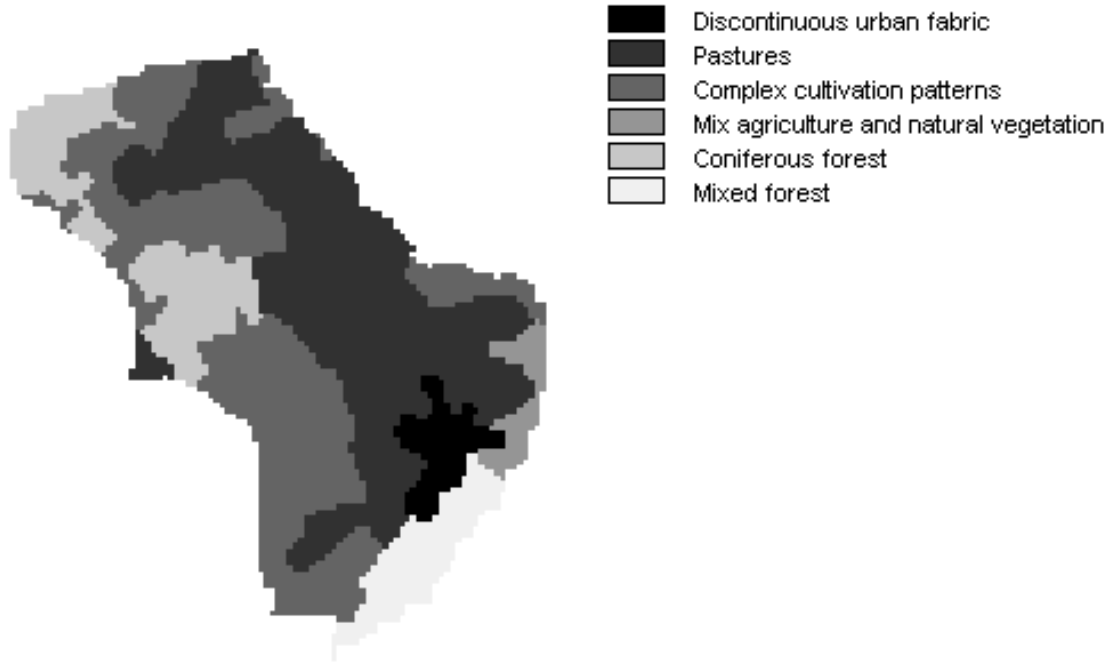 Discontinuous urban fabric
Pastures
Complex cultivation patterns
Mix agriculture and natural vegetation
Coniferous forest
Mixed forest